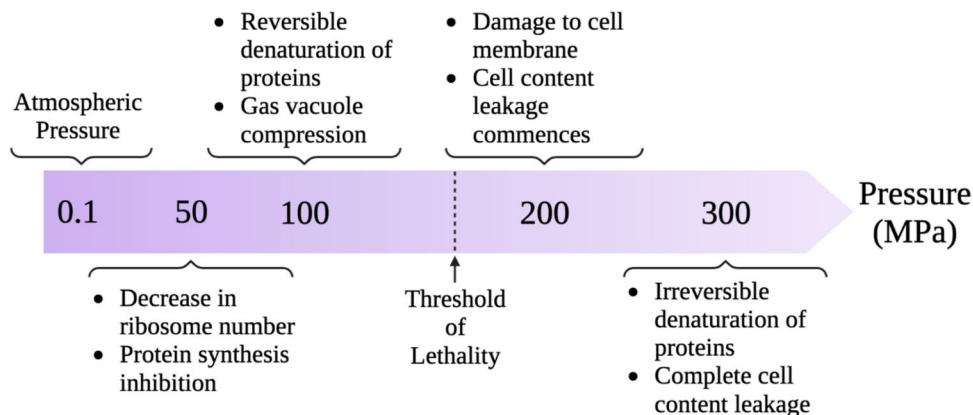 • Reversible
denaturation of
proteins
• Gas vacuole
compression
• Damage to cell
membrane
• Cell content
leakage
commences
Atmospheric
Pressure
0.1 50 100 200 300
Pressure
(MPa)
• Decrease in
ribosome number
• Protein synthesis
inhibition
Threshold
of
Lethality
• Irreversible
denaturation of
proteins
• Complete cell
content leakage